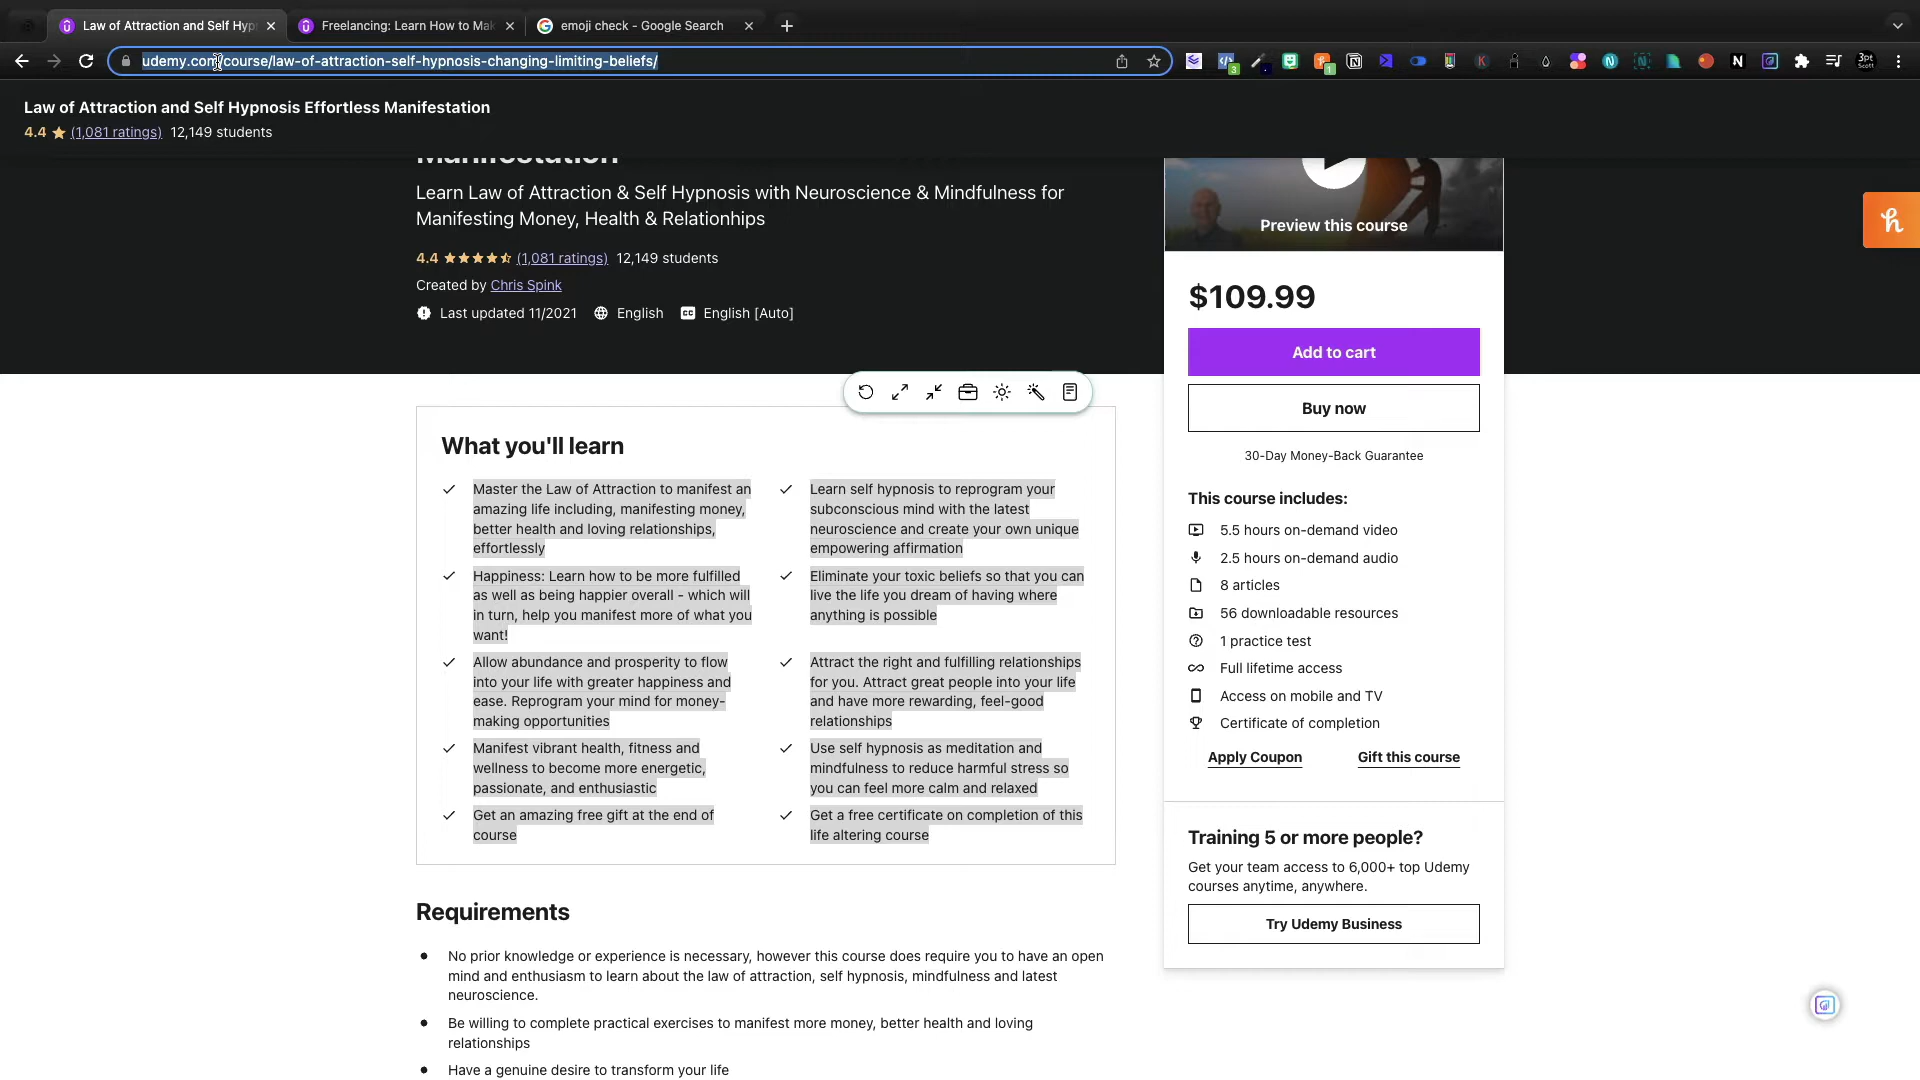 Law of Attraction and Self Hyp
Freelancing: Learn How to Mak
emoji check - Google Search
udemy.com/course/law-of-attraction-self-hypnosis-changing-limiting-beliefs/
Law of Attraction and Self Hypnosis Effortless Manifestation
4.4 (1,081 ratings) 12,149 students
Manifestation
Learn Law of Attraction & Self Hypnosis with Neuroscience & Mindfulness for
Manifesting Money, Health & Relationhips
4.4 (1,081 ratings) 12,149 students
Created by Chris Spink
Last updated 11/2021 English English [Auto]
Preview this course
$109.99
Add to cart
Buy now
30-Day Money-Back Guarantee
This course includes:
5.5 hours on-demand video
2.5 hours on-demand audio
8 articles
56 downloadable resources
1 practice test
Full lifetime access
Access on mobile and TV
Certificate of completion
Apply Coupon Gift this course
Training 5 or more people?
Get your team access to 6,000+ top Udemy
courses anytime, anywhere.
Try Udemy Business
What you'll learn
Master the Law of Attraction to manifest an
amazing life including, manifesting money,
better health and loving relationships,
effortlessly
Learn self hypnosis to reprogram your
subconscious mind with the latest
neuroscience and create your own unique
empowering affirmation
Happiness: Learn how to be more fulfilled
as well as being happier overall - which will
in turn, help you manifest more of what you
want!
Eliminate your toxic beliefs so that you can
live the life you dream of having where
anything is possible
Allow abundance and prosperity to flow
into your life with greater happiness and
ease. Reprogram your mind for money-
making opportunities
Attract the right and fulfilling relationships
for you. Attract great people into your life
and have more rewarding, feel-good
relationships
Manifest vibrant health, fitness and
wellness to become more energetic,
passionate, and enthusiastic
Use self hypnosis as meditation and
mindfulness to reduce harmful stress so
you can feel more calm and relaxed
Get an amazing free gift at the end of
course
Get a free certificate on completion of this
life altering course
Requirements
No prior knowledge or experience is necessary, however this course does require you to have an open
mind and enthusiasm to learn about the law of attraction, self hypnosis, mindfulness and latest
neuroscience.
Be willing to complete practical exercises to manifest more money, better health and loving
relationships
Have a genuine desire to transform your life